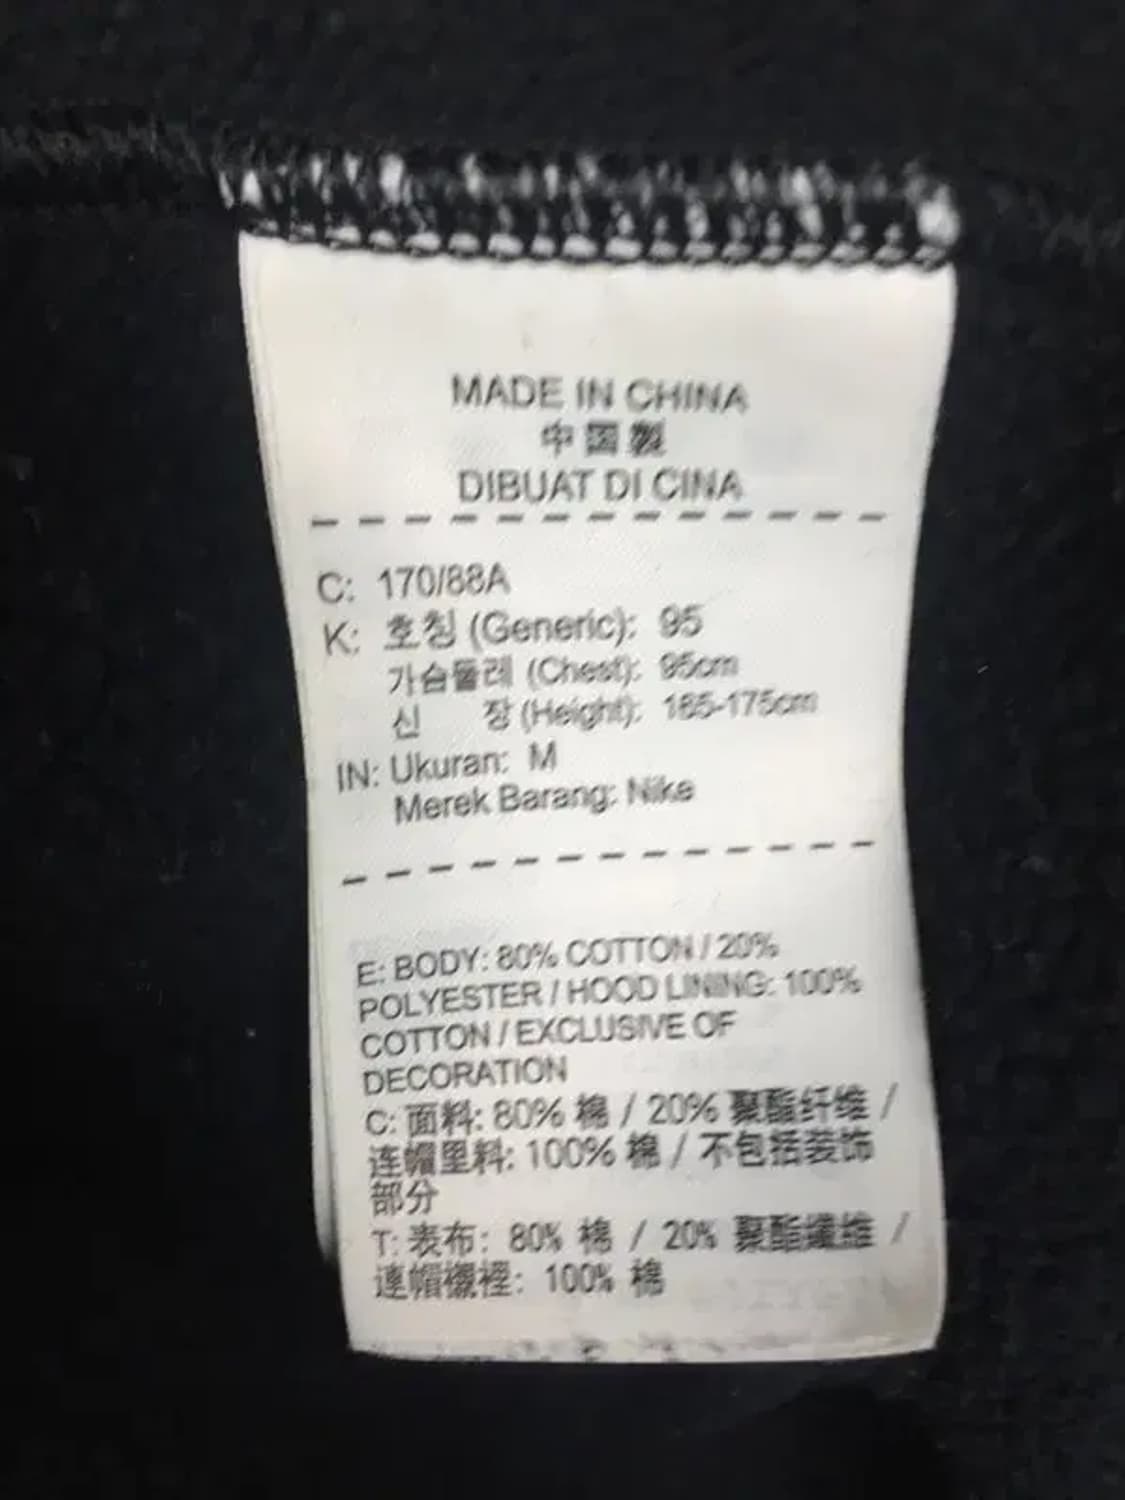 MADE IN CHINA
中国製
DIBUAT DI CINA
C: 170/88A
K: 호칭 (Generic): 95
가슴둘레 (Chest): 95cm
신 장 (Height): 165-175cm
IN: Ukuran: M
Merek Barang: Nike
E: BODY: 80% COTTON / 20%
POLYESTER / HOOD LINING: 100%
COTTON / EXCLUSIVE OF
DECORATION
C: 面料: 80% 棉 / 20% 聚酯纤维 /
连帽里料: 100% 棉 / 不包括装饰
部分
T: 表布: 80% 棉 / 20% 聚酯纖維 /
連帽襯裡: 100% 棉